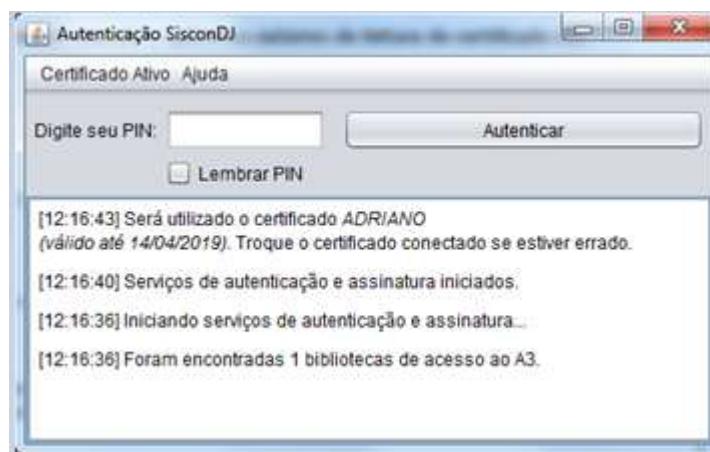 Autenticação SisconDJ
Certificado Ativo Ajuda
Digite seu PIN:
Autenticar
Lembrar PIN
[12:16:43] Será utilizado o certificado ADRIANO
(válido até 14/04/2019). Troque o certificado conectado se estiver errado.
[12:16:40] Serviços de autenticação e assinatura iniciados.
[12:16:36] Iniciando serviços de autenticação e assinatura...
[12:16:36] Foram encontradas 1 bibliotecas de acesso ao A3.